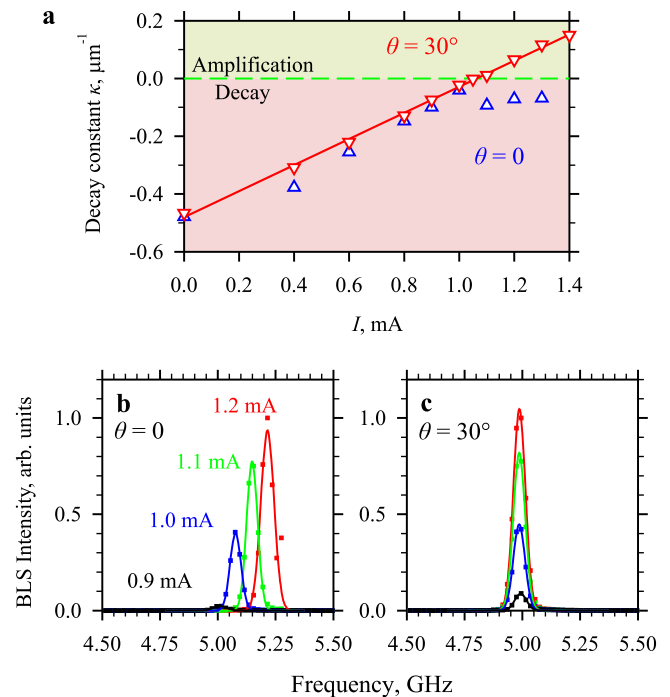 a
Decay constant κ, μm⁻¹
0.2
0.0
-0.2
-0.4
-0.6
θ = 30°
Amplification
Decay
θ = 0
0.0 0.2 0.4 0.6 0.8 1.0 1.2 1.4
I, mA
BLS Intensity, arb. units
1.0
0.5
0.0
b
θ = 0
1.2 mA
1.1 mA
1.0 mA
0.9 mA
4.50 4.75 5.00 5.25 5.50
c
θ = 30°
1.0
0.5
0.0
4.50 4.75 5.00 5.25 5.50
Frequency, GHz